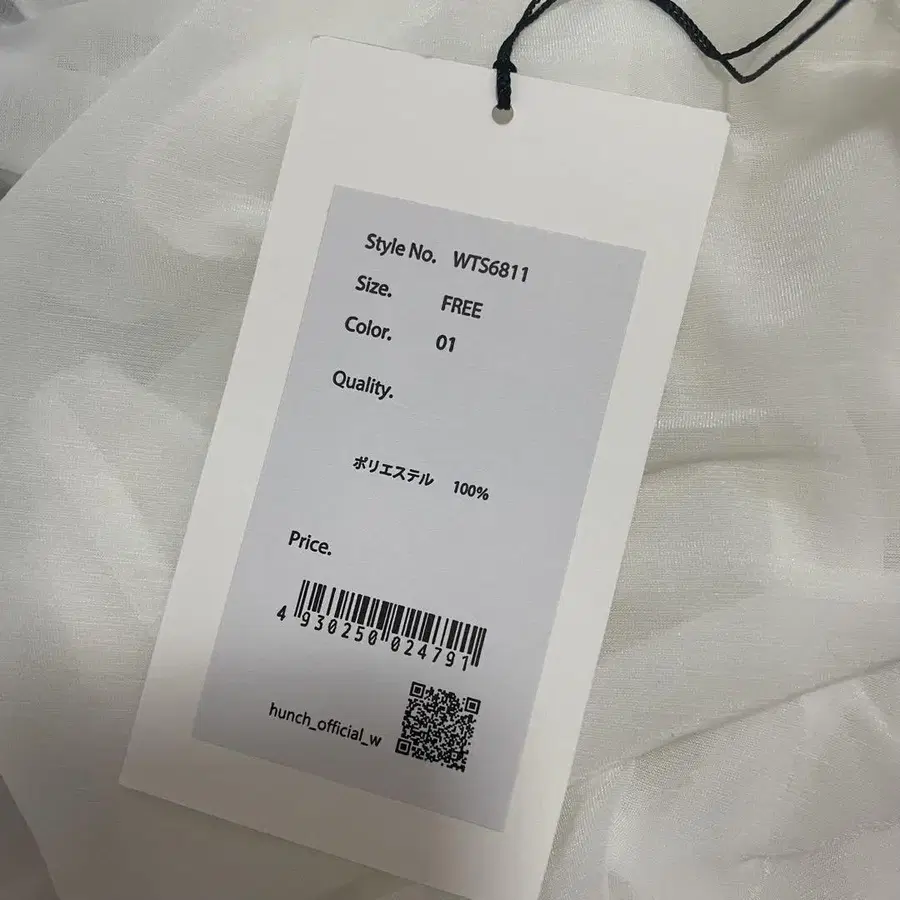 Style No. WTS6811
Size. FREE
Color. 01
Quality.
ポリエステル 100%
Price.
4 930250 024791
hunch_official_w